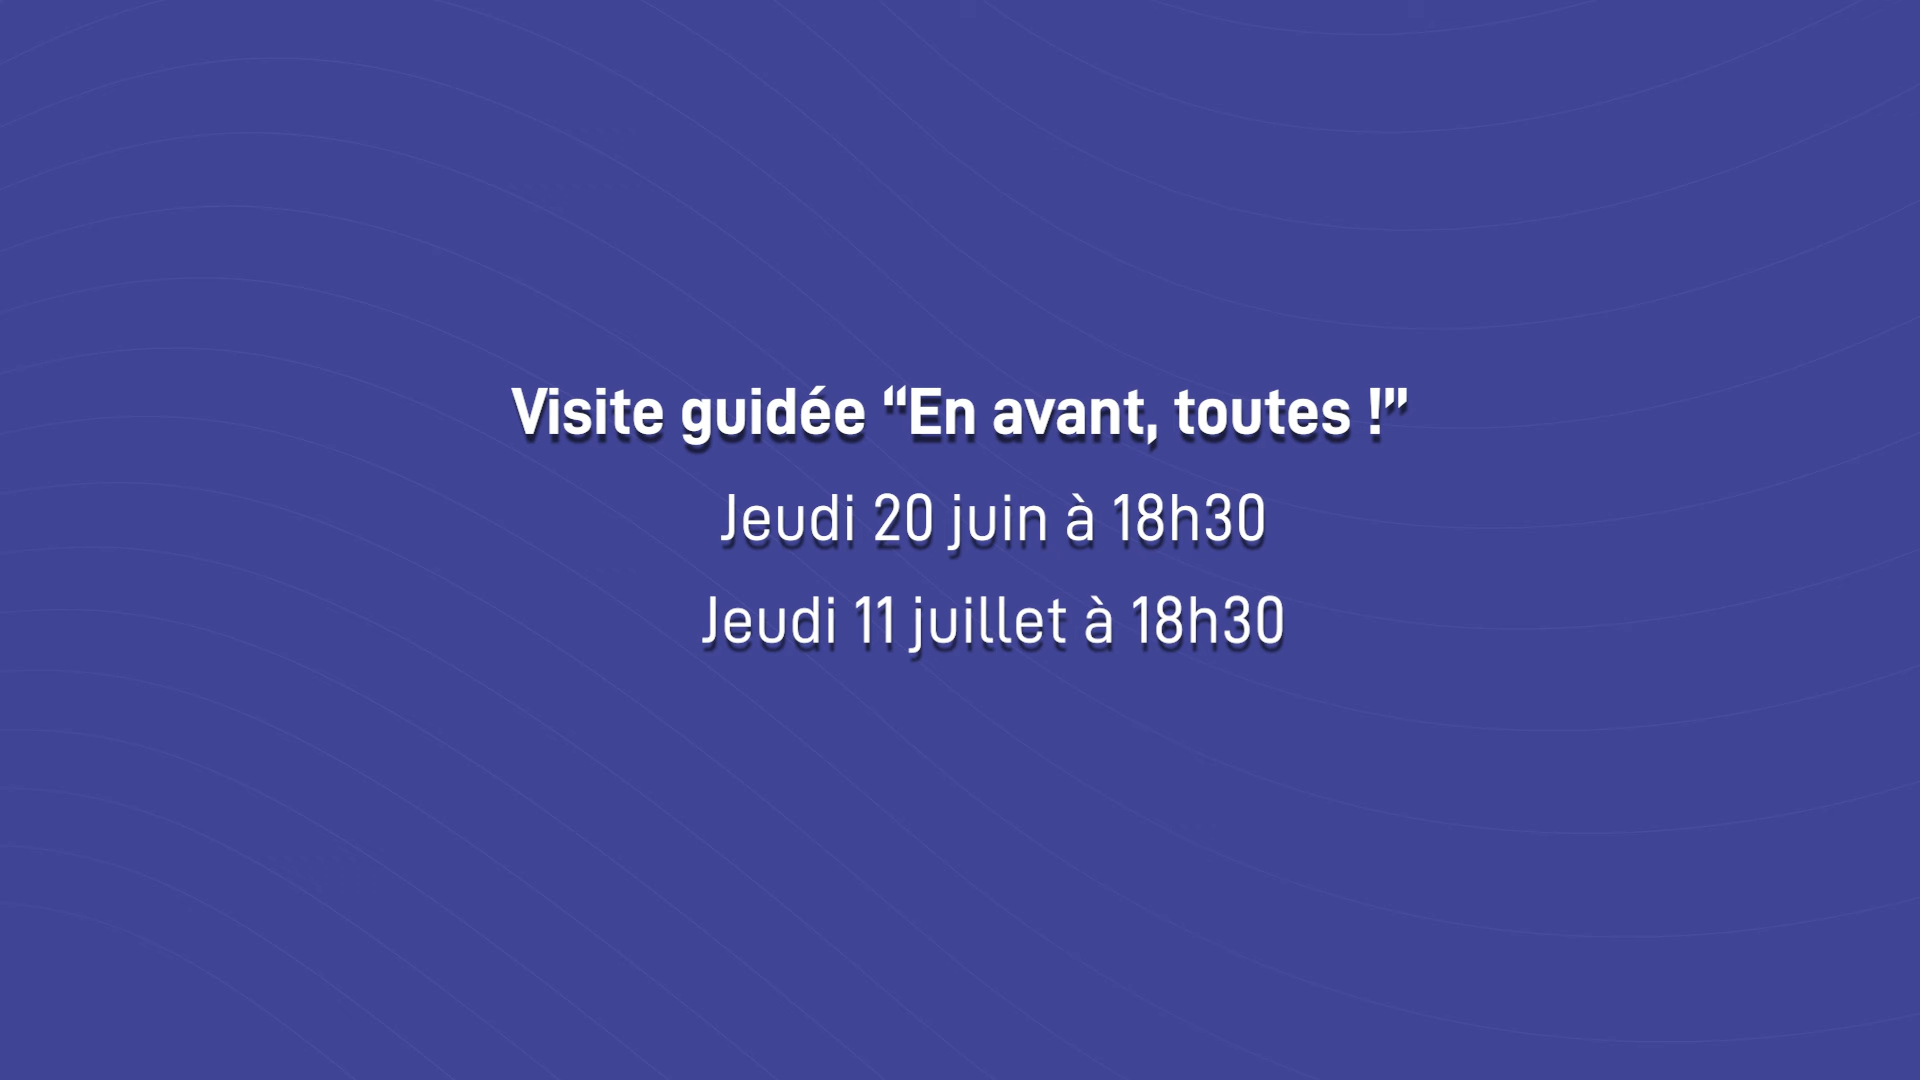 Visite guidée “En avant, toutes !”
Jeudi 20 juin à 18h30
Jeudi 11 juillet à 18h30